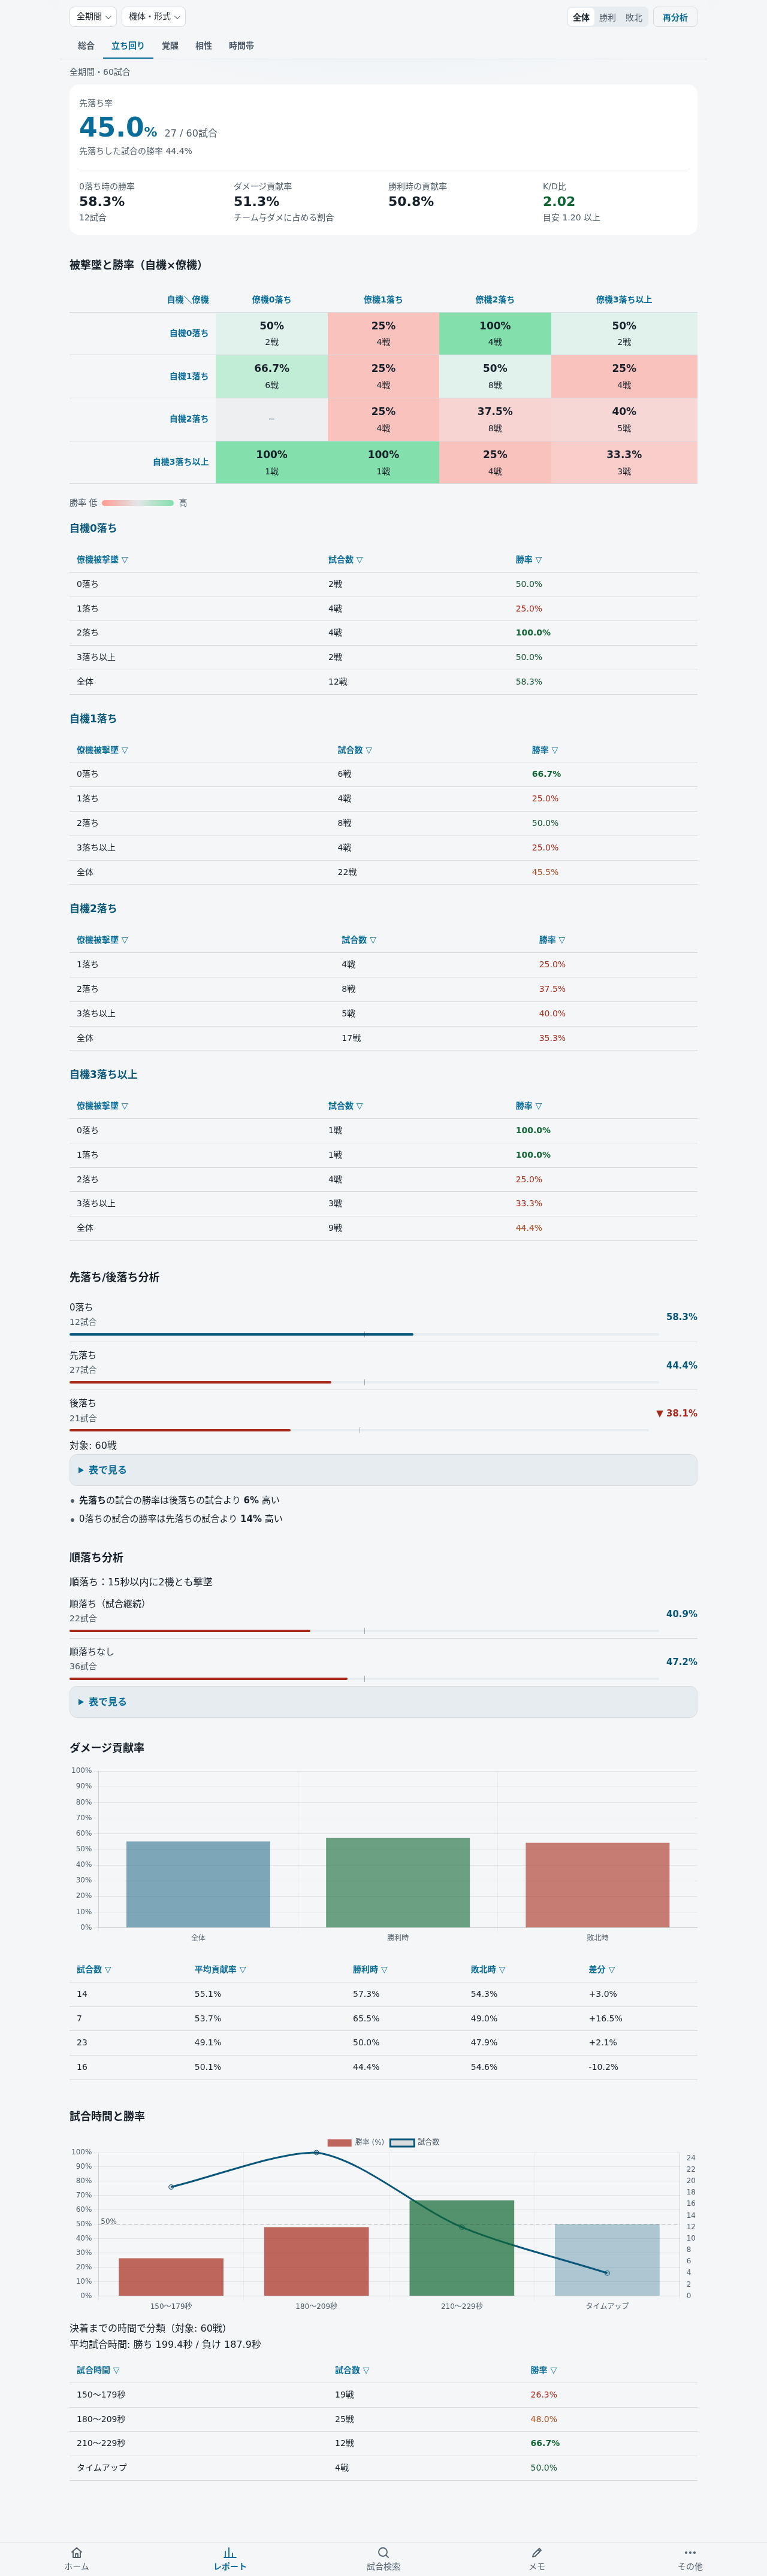 全期間 機体・形式 全体 勝利 敗北 再分析
総合 立ち回り 覚醒 相性 時間帯
全期間・60試合
先落ち率
45.0% 27 / 60試合
先落ちした試合の勝率 44.4%
0落ち時の勝率 ダメージ貢献率 勝利時の貢献率 K/D比
58.3% 51.3% 50.8% 2.02
12試合 チーム与ダメに占める割合 目安 1.20 以上
被撃墜と勝率（自機×僚機）
自機＼僚機 僚機0落ち 僚機1落ち 僚機2落ち 僚機3落ち以上
自機0落ち 50% 25% 100% 50%
2戦 4戦 4戦 2戦
自機1落ち 66.7% 25% 50% 25%
6戦 4戦 8戦 4戦
自機2落ち – 25% 37.5% 40%
4戦 8戦 5戦
自機3落ち以上 100% 100% 25% 33.3%
1戦 1戦 4戦 3戦
勝率 低 高
自機0落ち
僚機被撃墜 ▽ 試合数 ▽ 勝率 ▽
0落ち 2戦 50.0%
1落ち 4戦 25.0%
2落ち 4戦 100.0%
3落ち以上 2戦 50.0%
全体 12戦 58.3%
自機1落ち
僚機被撃墜 ▽ 試合数 ▽ 勝率 ▽
0落ち 6戦 66.7%
1落ち 4戦 25.0%
2落ち 8戦 50.0%
3落ち以上 4戦 25.0%
全体 22戦 45.5%
自機2落ち
僚機被撃墜 ▽ 試合数 ▽ 勝率 ▽
1落ち 4戦 25.0%
2落ち 8戦 37.5%
3落ち以上 5戦 40.0%
全体 17戦 35.3%
自機3落ち以上
僚機被撃墜 ▽ 試合数 ▽ 勝率 ▽
0落ち 1戦 100.0%
1落ち 1戦 100.0%
2落ち 4戦 25.0%
3落ち以上 3戦 33.3%
全体 9戦 44.4%
先落ち/後落ち分析
0落ち
12試合 58.3%
先落ち
27試合 44.4%
後落ち
21試合 ▼ 38.1%
対象: 60戦
▶ 表で見る
• 先落ちの試合の勝率は後落ちの試合より 6% 高い
• 0落ちの試合の勝率は先落ちの試合より 14% 高い
順落ち分析
順落ち：15秒以内に2機とも撃墜
順落ち（試合継続）
22試合 40.9%
順落ちなし
36試合 47.2%
▶ 表で見る
ダメージ貢献率
100%
90%
80%
70%
60%
50%
40%
30%
20%
10%
0%
全体 勝利時 敗北時
試合数 ▽ 平均貢献率 ▽ 勝利時 ▽ 敗北時 ▽ 差分 ▽
14 55.1% 57.3% 54.3% +3.0%
7 53.7% 65.5% 49.0% +16.5%
23 49.1% 50.0% 47.9% +2.1%
16 50.1% 44.4% 54.6% -10.2%
試合時間と勝率
勝率 (%) 試合数
100% 24
90% 22
80% 20
70% 18
60% 16
50% 50% 14
40% 12
30% 10
20% 8
10% 6
0% 4
2
0
150〜179秒 180〜209秒 210〜229秒 タイムアップ
決着までの時間で分類（対象: 60戦）
平均試合時間: 勝ち 199.4秒 / 負け 187.9秒
試合時間 ▽ 試合数 ▽ 勝率 ▽
150〜179秒 19戦 26.3%
180〜209秒 25戦 48.0%
210〜229秒 12戦 66.7%
タイムアップ 4戦 50.0%
ホーム レポート 試合検索 メモ その他